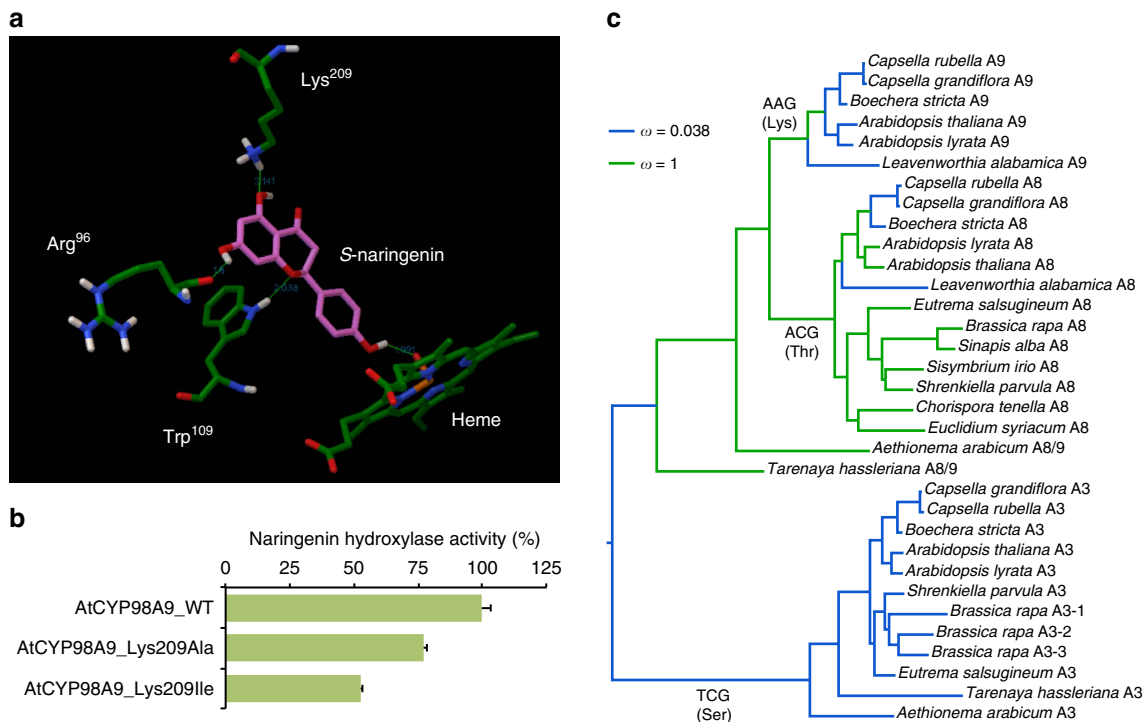 a
Lys209
2.141
Arg96
S-naringenin
2.038
Trp109
Heme
b
Naringenin hydroxylase activity (%)
0 25 50 75 100 125
AtCYP98A9_WT
AtCYP98A9_Lys209Ala
AtCYP98A9_Lys209Ile
c
ω = 0.038
ω = 1
AAG
(Lys)
ACG
(Thr)
TCG
(Ser)
Capsella rubella A9
Capsella grandiflora A9
Boechera stricta A9
Arabidopsis thaliana A9
Arabidopsis lyrata A9
Leavenworthia alabamica A9
Capsella rubella A8
Capsella grandiflora A8
Boechera stricta A8
Arabidopsis lyrata A8
Arabidopsis thaliana A8
Leavenworthia alabamica A8
Eutrema salsugineum A8
Brassica rapa A8
Sinapis alba A8
Sisymbrium irio A8
Shrenkiella parvula A8
Chorispora tenella A8
Euclidium syriacum A8
Aethionema arabicum A8/9
Tarenaya hassleriana A8/9
Capsella grandiflora A3
Capsella rubella A3
Boechera stricta A3
Arabidopsis thaliana A3
Arabidopsis lyrata A3
Shrenkiella parvula A3
Brassica rapa A3-1
Brassica rapa A3-2
Brassica rapa A3-3
Eutrema salsugineum A3
Tarenaya hassleriana A3
Aethionema arabicum A3